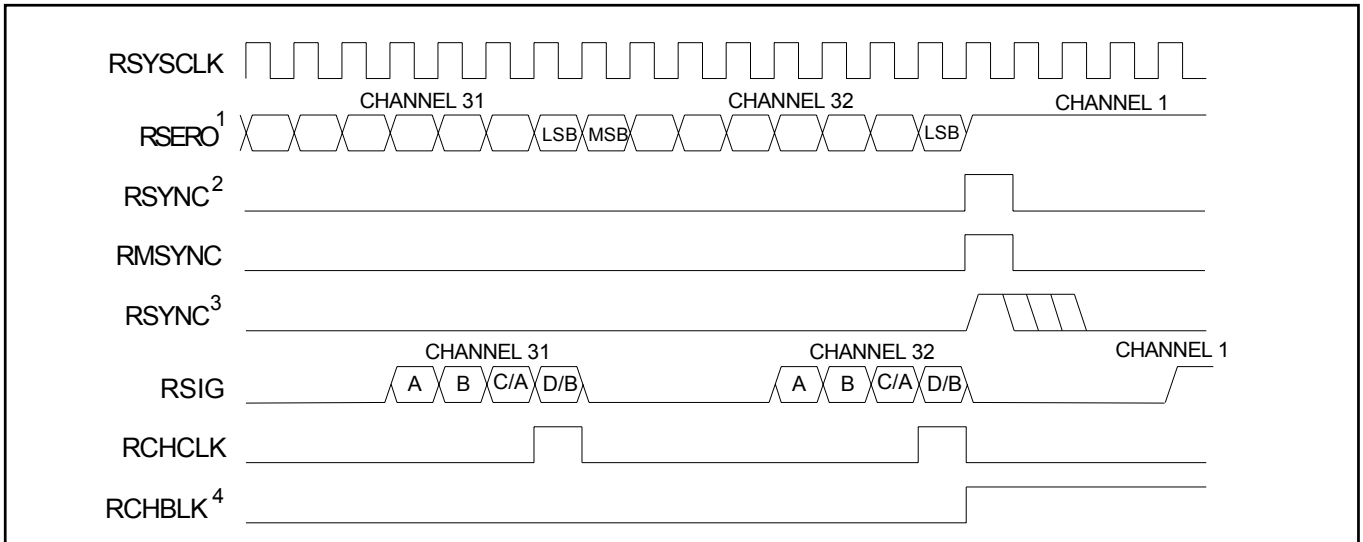 RSYSCLK
CHANNEL 31 CHANNEL 32 CHANNEL 1
RSERO1 LSB MSB LSB
RSYNC2
RMSYNC
RSYNC3
CHANNEL 31 CHANNEL 32 CHANNEL 1
RSIG A B C/A D/B A B C/A D/B
RCHCLK
RCHBLK4